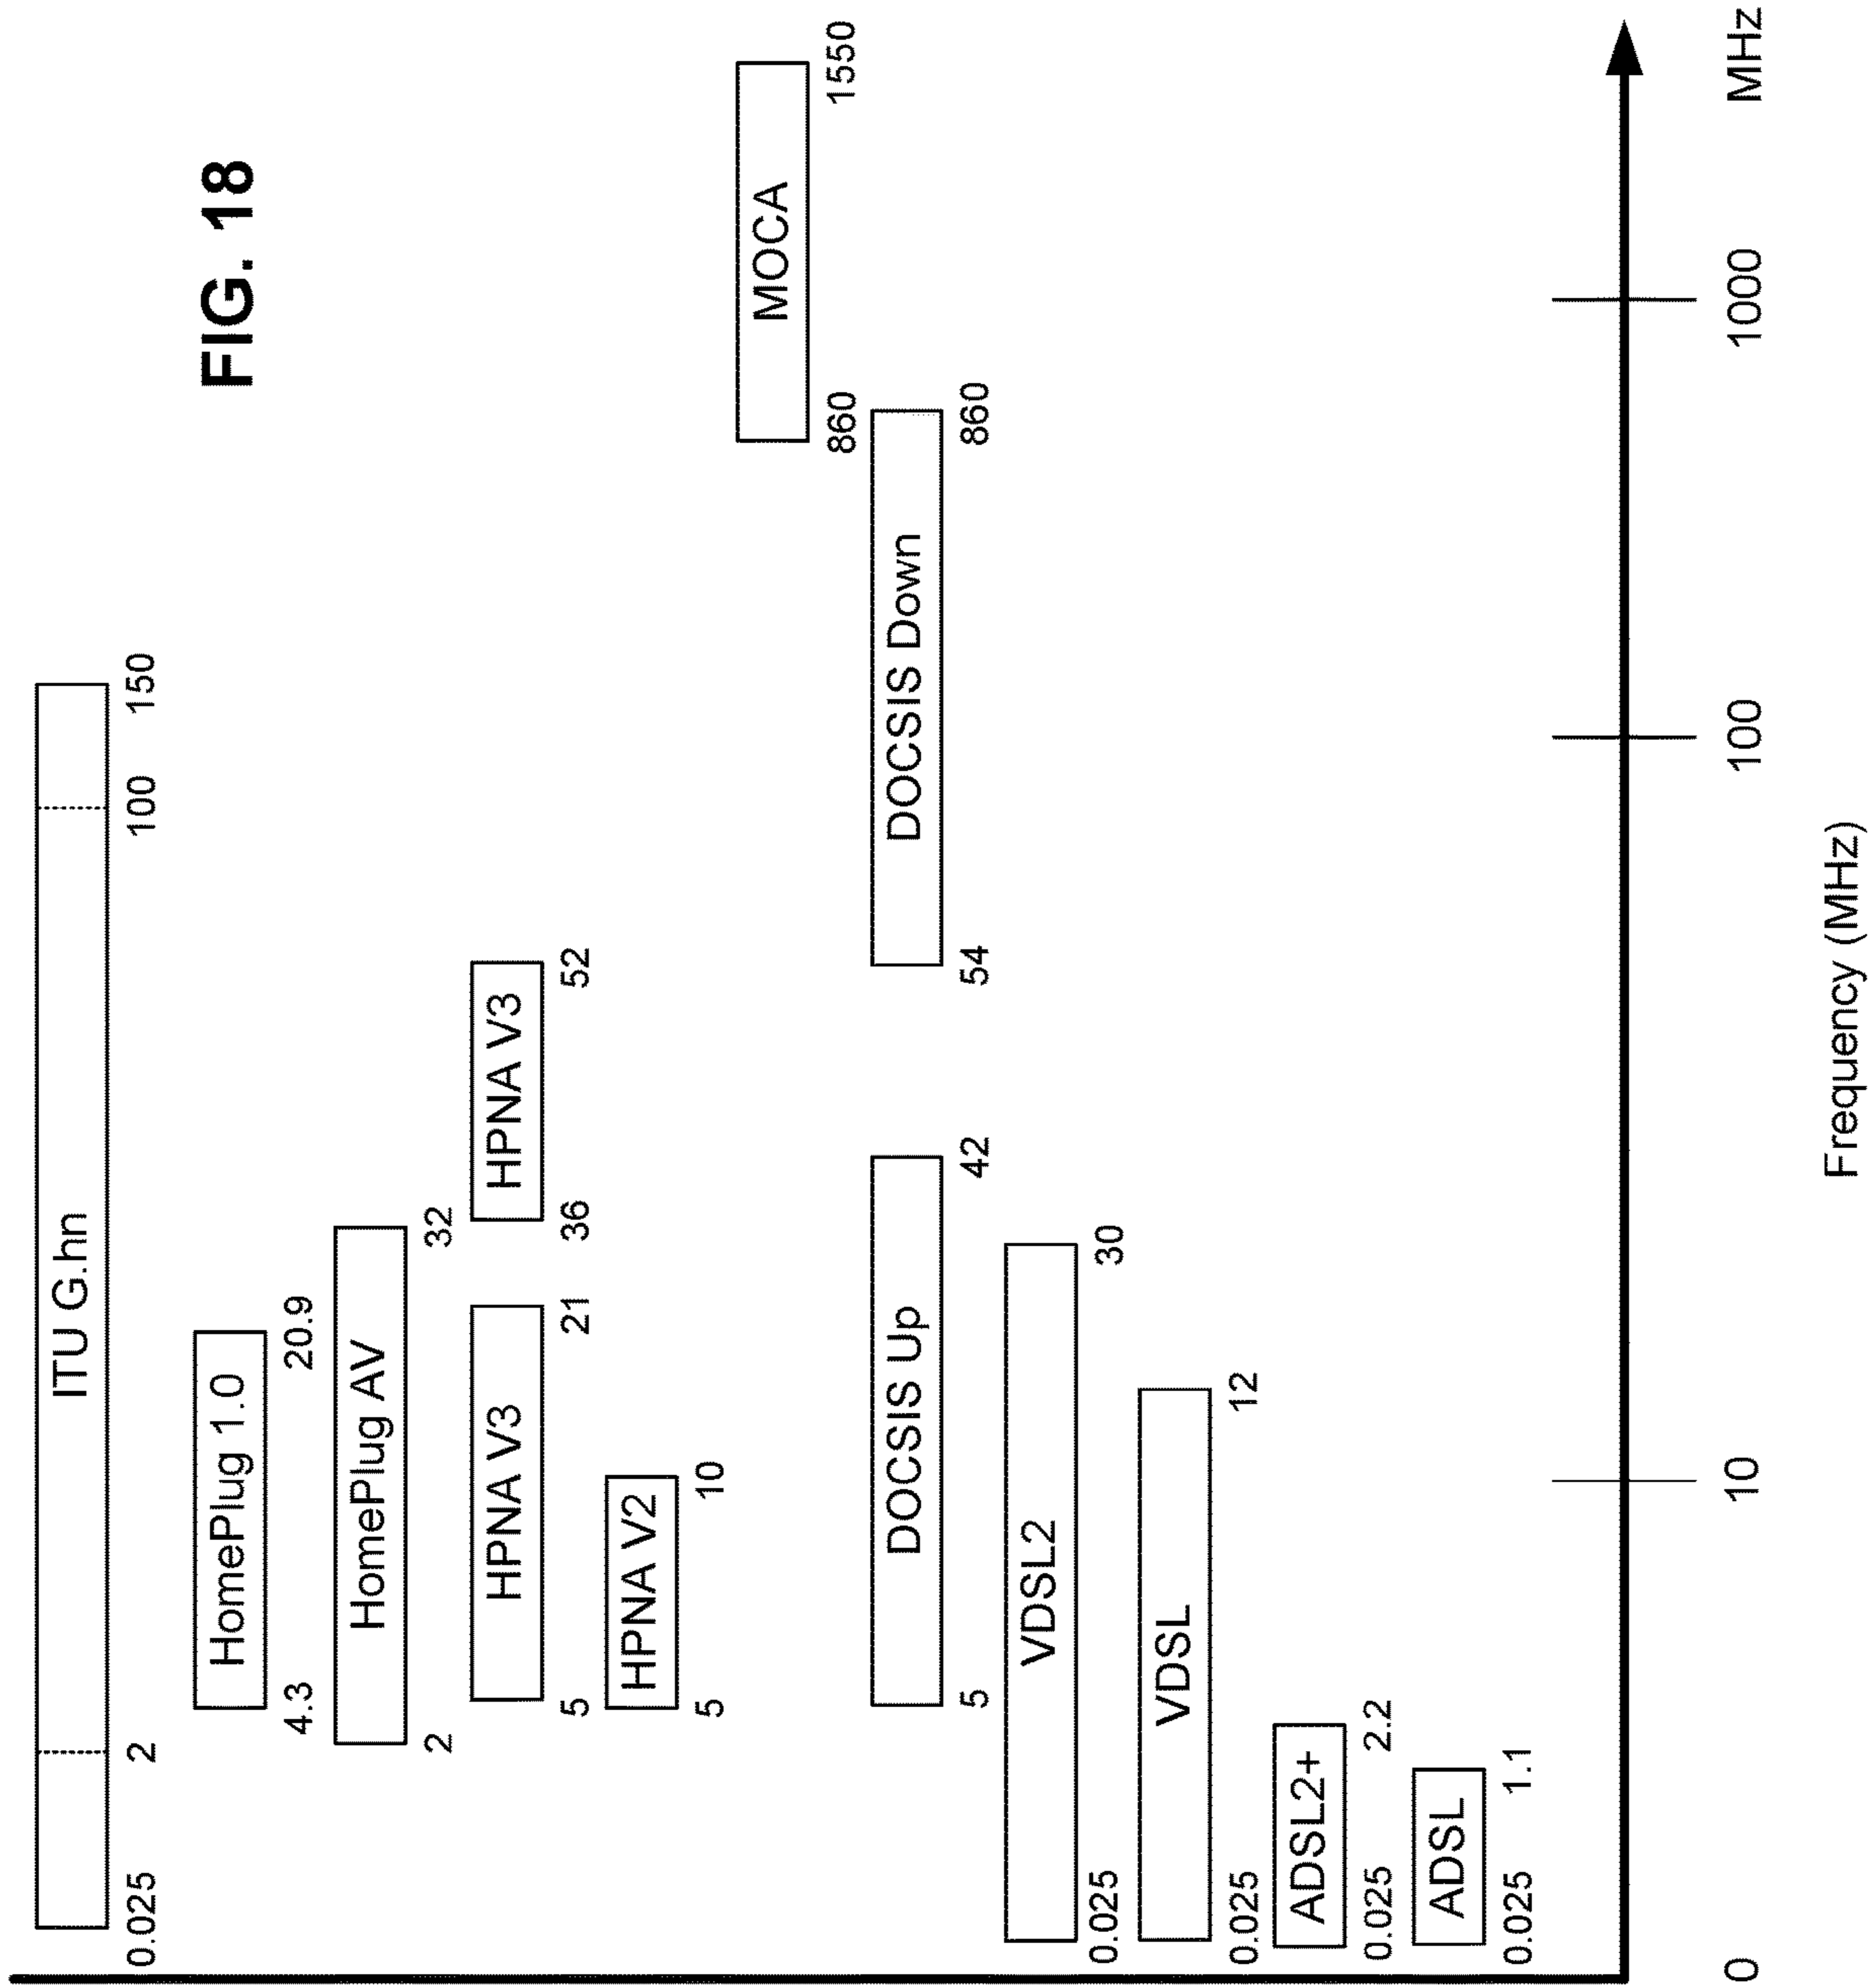 FIG. 18
ITU G.hn
0.025 2 100 150
HomePlug 1.0
4.3 20.9
HomePlug AV
2 32
HPNA V3 HPNA V3
5 21 36 52
HPNA V2
5 10
MOCA
860 1550
DOCSIS Up DOCSIS Down
5 42 54 860
VDSL2
0.025 30
VDSL
0.025 12
ADSL2+
0.025 2.2
ADSL
0.025 1.1
0 10 100 1000 MHz
Frequency (MHz)